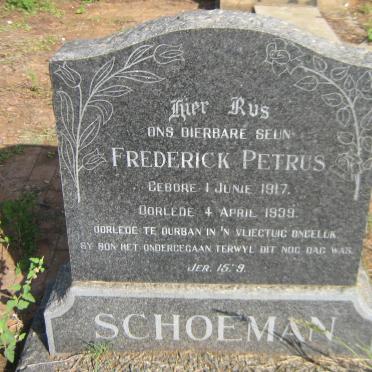 Hier Rus
ONS DIERBARE SEUN
FREDERICK PETRUS
GEBORE 1 JUNIE 1917.
OORLEDE 4 APRIL 1939.
OORLEDE TE DURBAN IN 'N VLIEGTUIG ONGELUK
SY SON HET ONDERGEGAAN TERWYL DIT NOG DAG WAS.
JER. 15:9.
SCHOEMAN